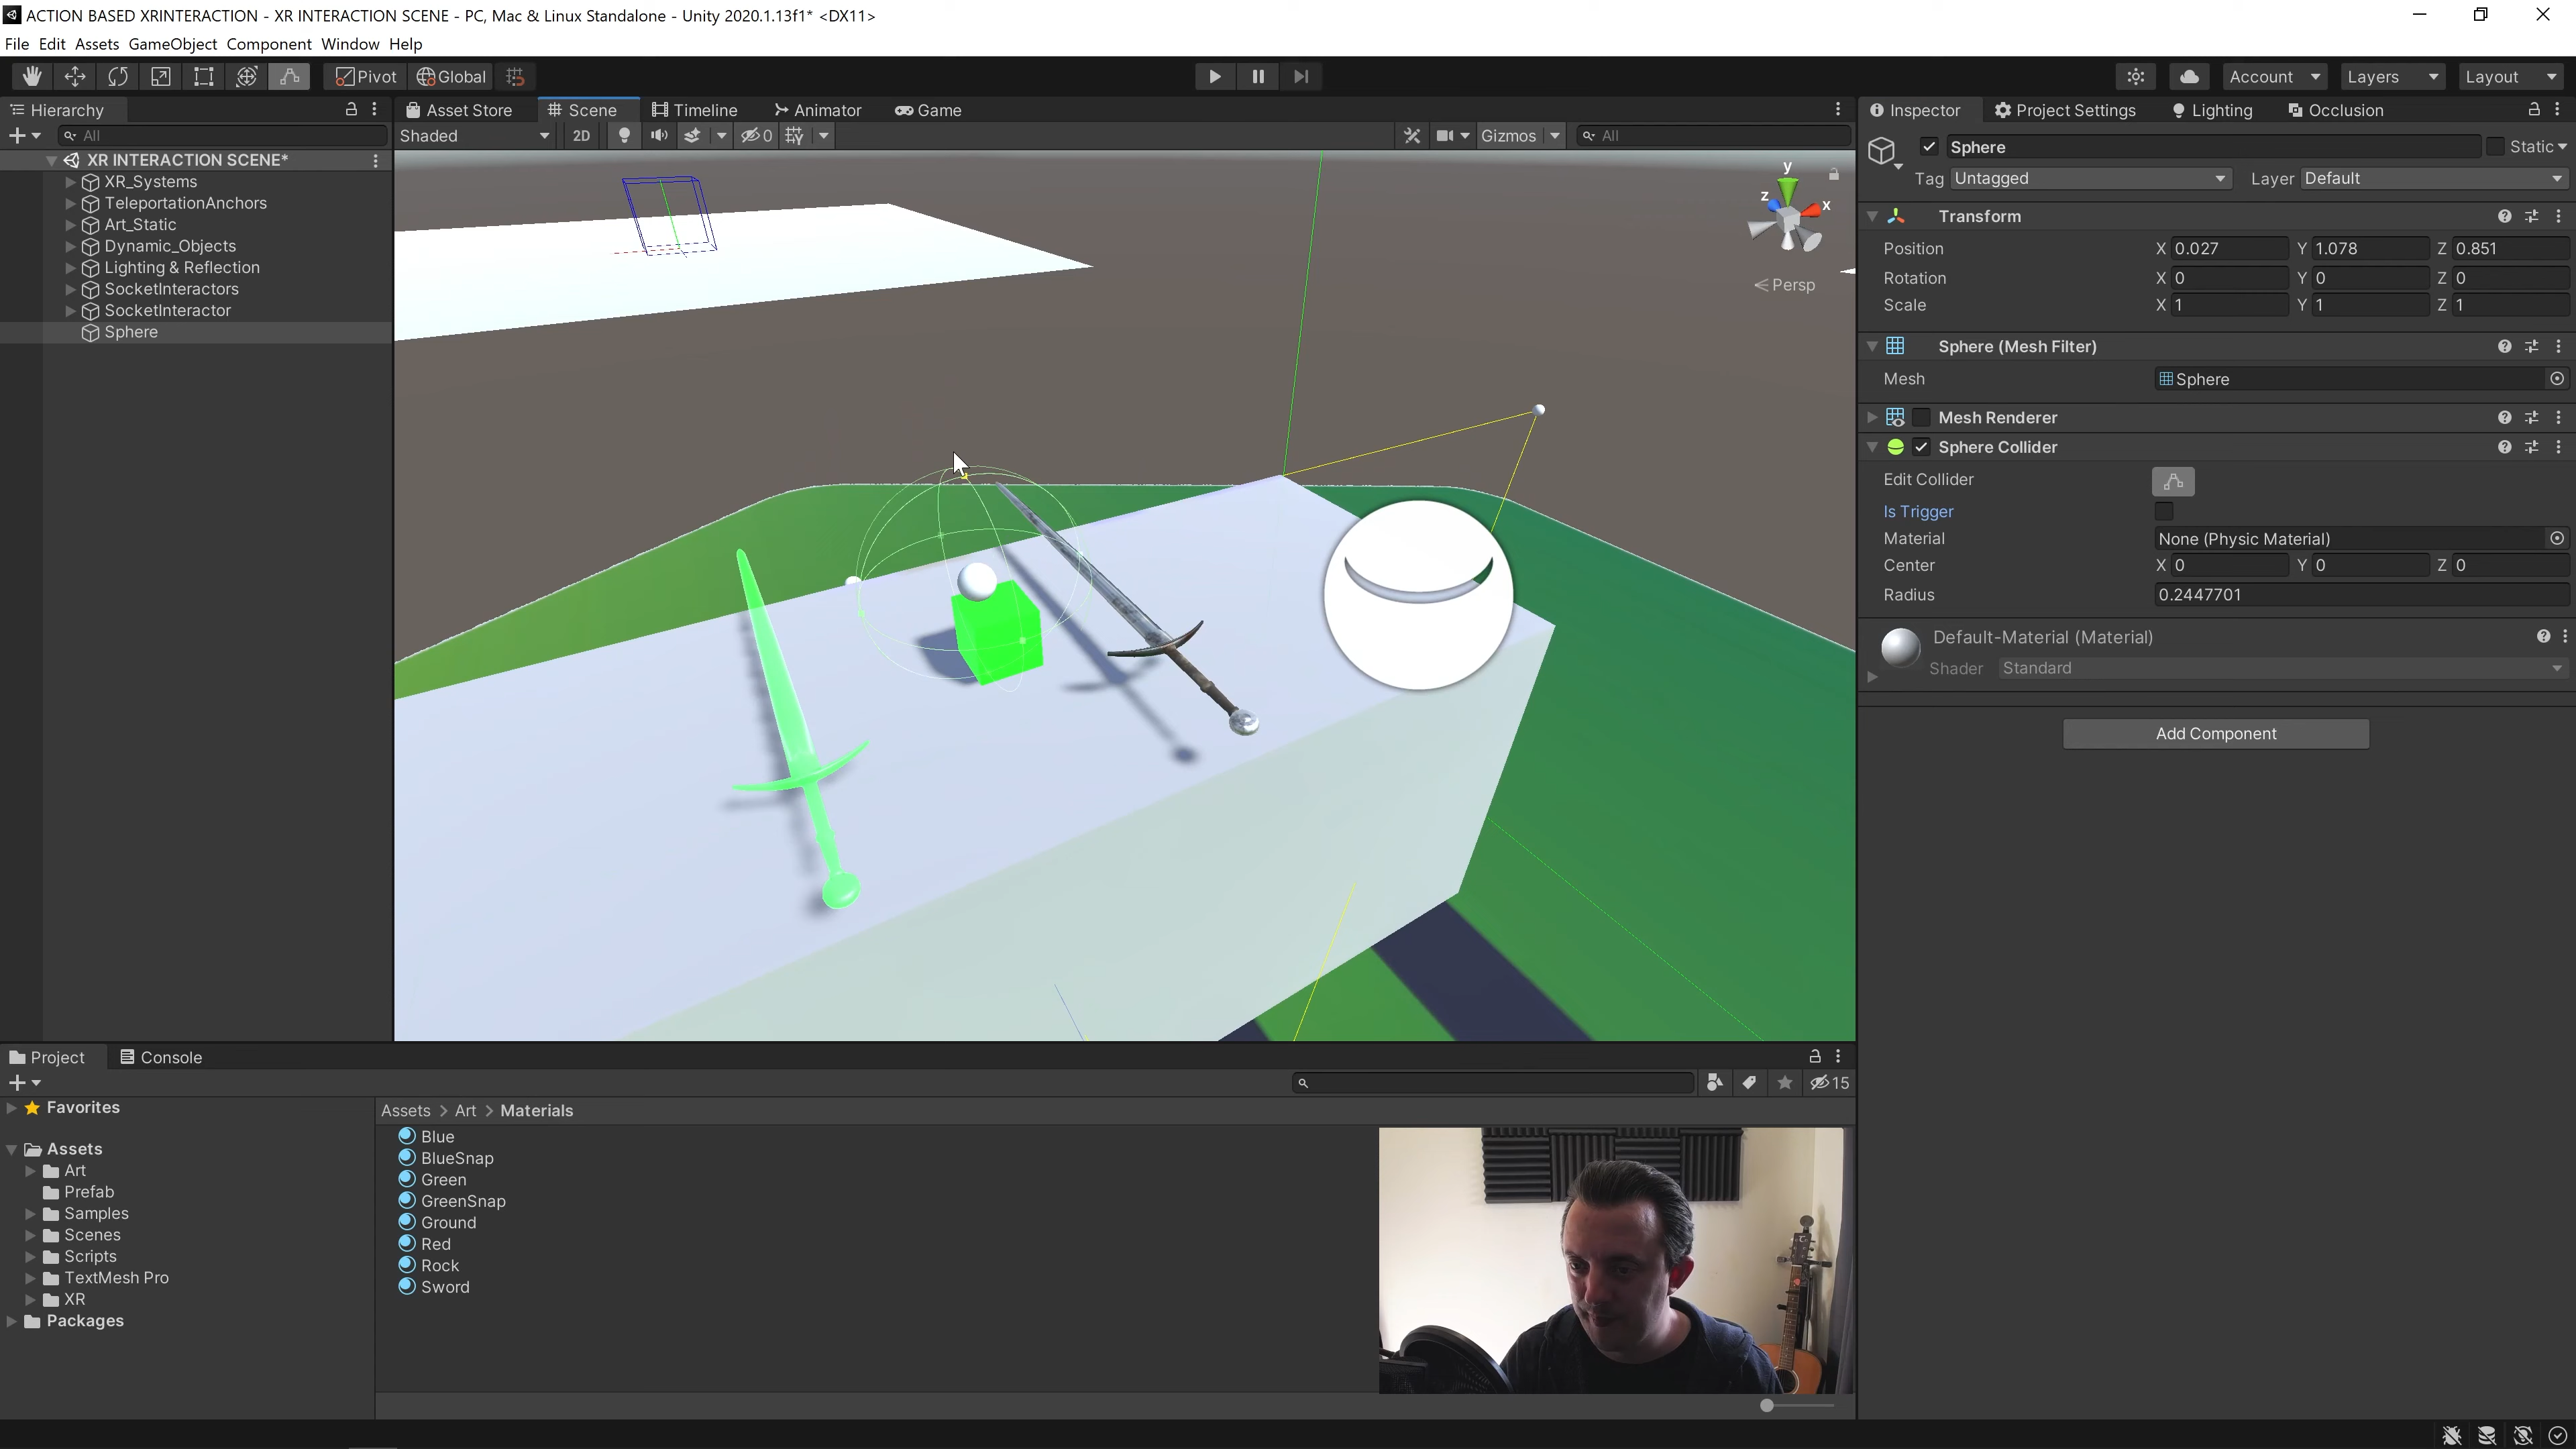 ACTION BASED XRINTERACTION - XR INTERACTION SCENE - PC, Mac & Linux Standalone - Unity 2020.1.13f1* <DX11>
File Edit Assets GameObject Component Window Help
Pivot Global Account Layers Layout
Hierarchy
All
XR INTERACTION SCENE*
XR_Systems
TeleportationAnchors
Art_Static
Dynamic_Objects
Lighting & Reflection
SocketInteractors
SocketInteractor
Sphere
Asset Store Scene Timeline Animator Game
Shaded 2D 0 Gizmos All
y
z
x
Persp
Inspector Project Settings Lighting Occlusion
Sphere Static
Tag Untagged Layer Default
Transform
Position X 0.027 Y 1.078 Z 0.851
Rotation X 0 Y 0 Z 0
Scale X 1 Y 1 Z 1
Sphere (Mesh Filter)
Mesh Sphere
Mesh Renderer
Sphere Collider
Edit Collider
Is Trigger
Material None (Physic Material)
Center X 0 Y 0 Z 0
Radius 0.2447701
Default-Material (Material)
Shader Standard
Add Component
Project Console
15
Favorites
Assets
Art
Prefab
Samples
Scenes
Scripts
TextMesh Pro
XR
Packages
Assets > Art > Materials
Blue
BlueSnap
Green
GreenSnap
Ground
Red
Rock
Sword